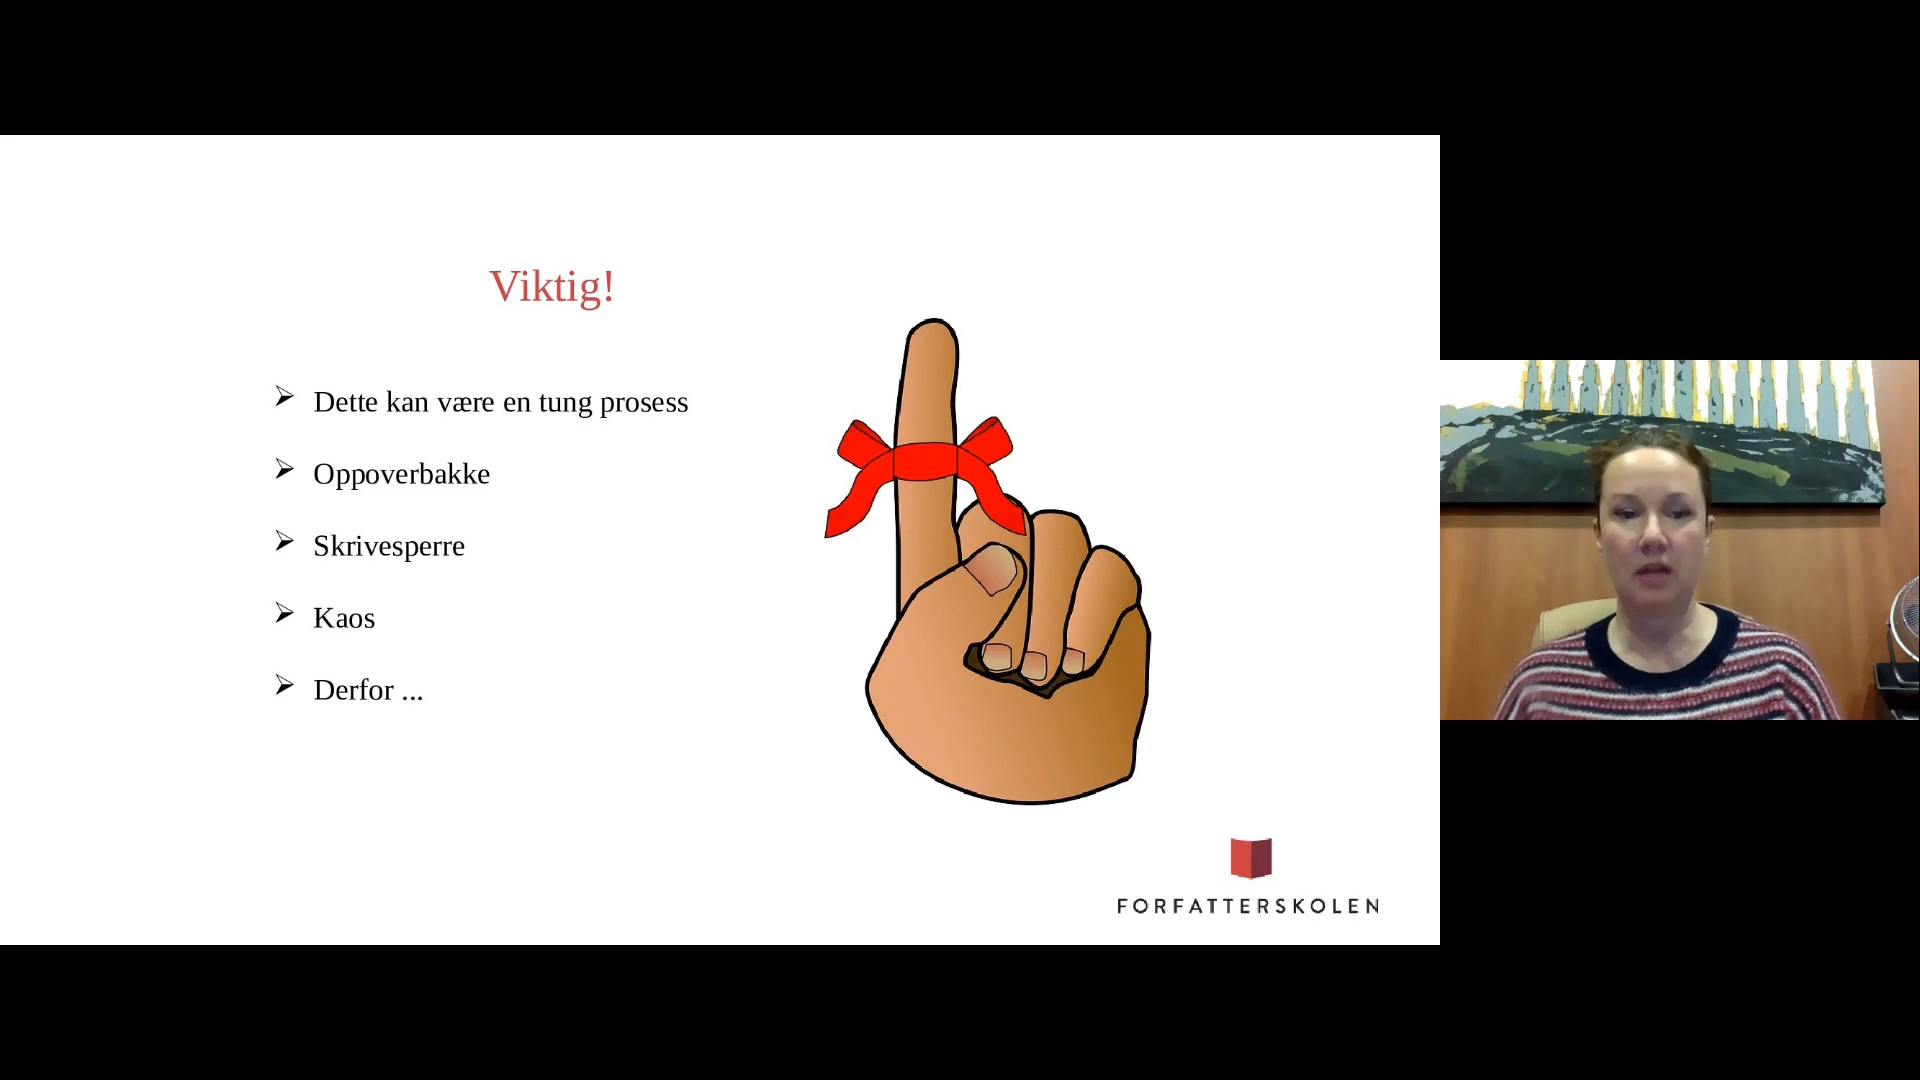 Viktig!
Dette kan være en tung prosess
Oppoverbakke
Skrivesperre
Kaos
Derfor ...
FORFATTERSKOLEN